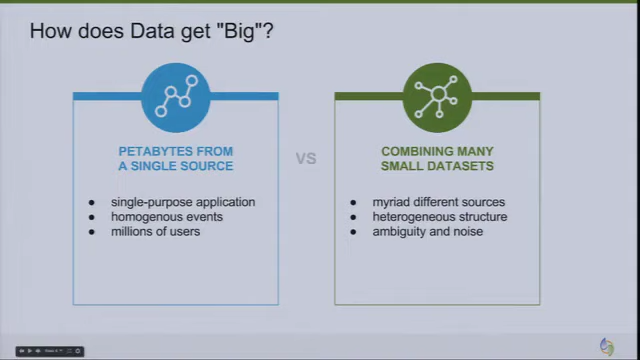 How does Data get "Big"?
PETABYTES FROM
A SINGLE SOURCE
● single-purpose application
● homogenous events
● millions of users
VS
COMBINING MANY
SMALL DATASETS
● myriad different sources
● heterogeneous structure
● ambiguity and noise